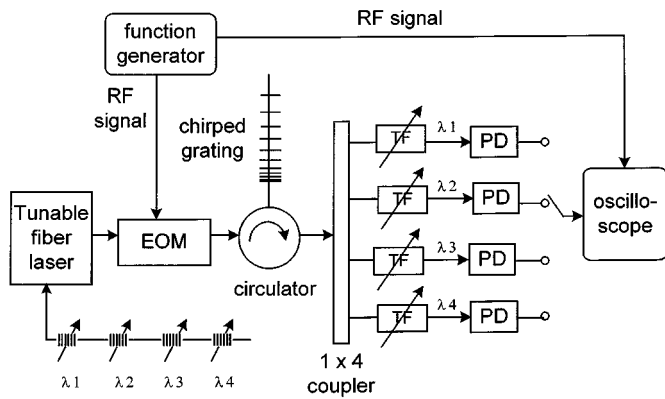 function
generator
RF signal
RF
signal
chirped
grating
Tunable
fiber
laser
EOM
circulator
TF
λ1
PD
TF
λ2
PD
TF
λ3
PD
TF
λ4
PD
oscillo-
scope
1 x 4
coupler
λ1
λ2
λ3
λ4